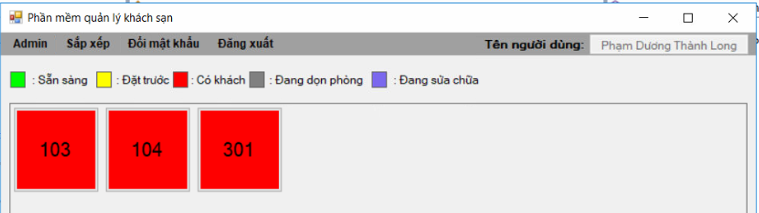 Phần mềm quản lý khách sạn
Admin Sắp xếp Đổi mật khẩu Đăng xuất Tên người dùng: Phạm Dương Thành Long
: Sẵn sàng : Đặt trước : Có khách : Đang dọn phòng : Đang sửa chữa
103 104 301